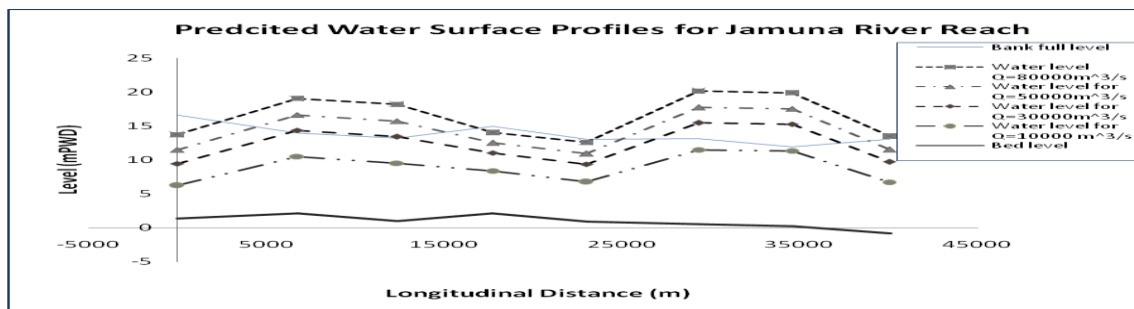 Predcited Water Surface Profiles for Jamuna River Reach
25
20
15
10
5
0
-5
-5000
5000
15000
25000
35000
45000
Level(mPWD)
Longitudinal Distance (m)
Bank full level
Water level
Q=80000m^3/s
Water level for
Q=50000m^3/s
Water level for
Q=30000m^3/s
Water level for
Q=10000 m^3/s
Bed level